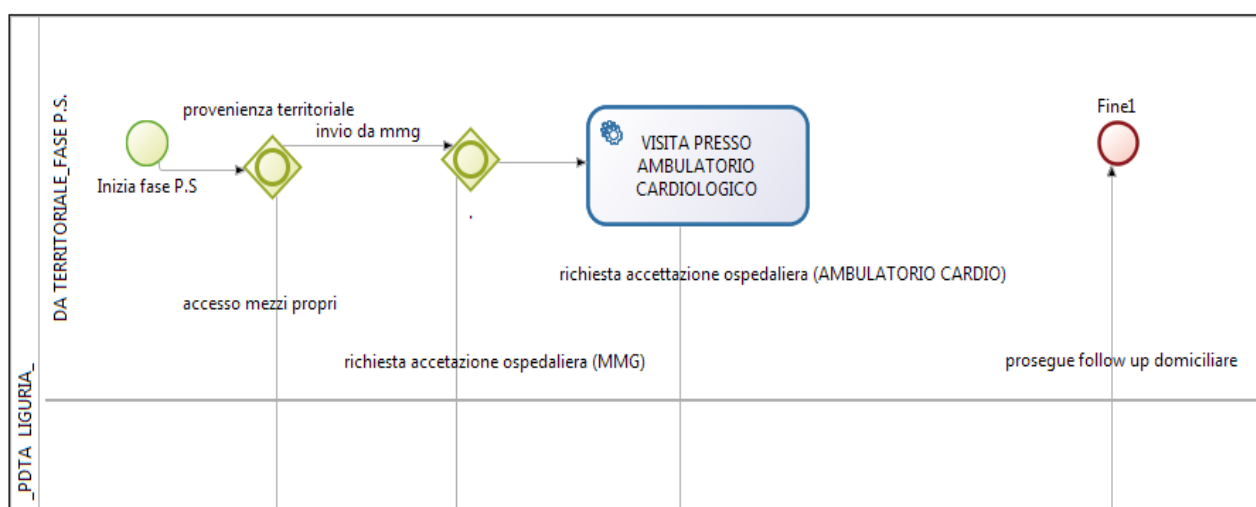 _PDTA LIGURIA_
DA TERRITORIALE_FASE P.S.
provenienza territoriale
invio da mmg
Inizia fase P.S
.
VISITA PRESSO
AMBULATORIO
CARDIOLOGICO
Fine1
richiesta accettazione ospedaliera (AMBULATORIO CARDIO)
accesso mezzi propri
richiesta accetazione ospedaliera (MMG)
prosegue follow up domiciliare